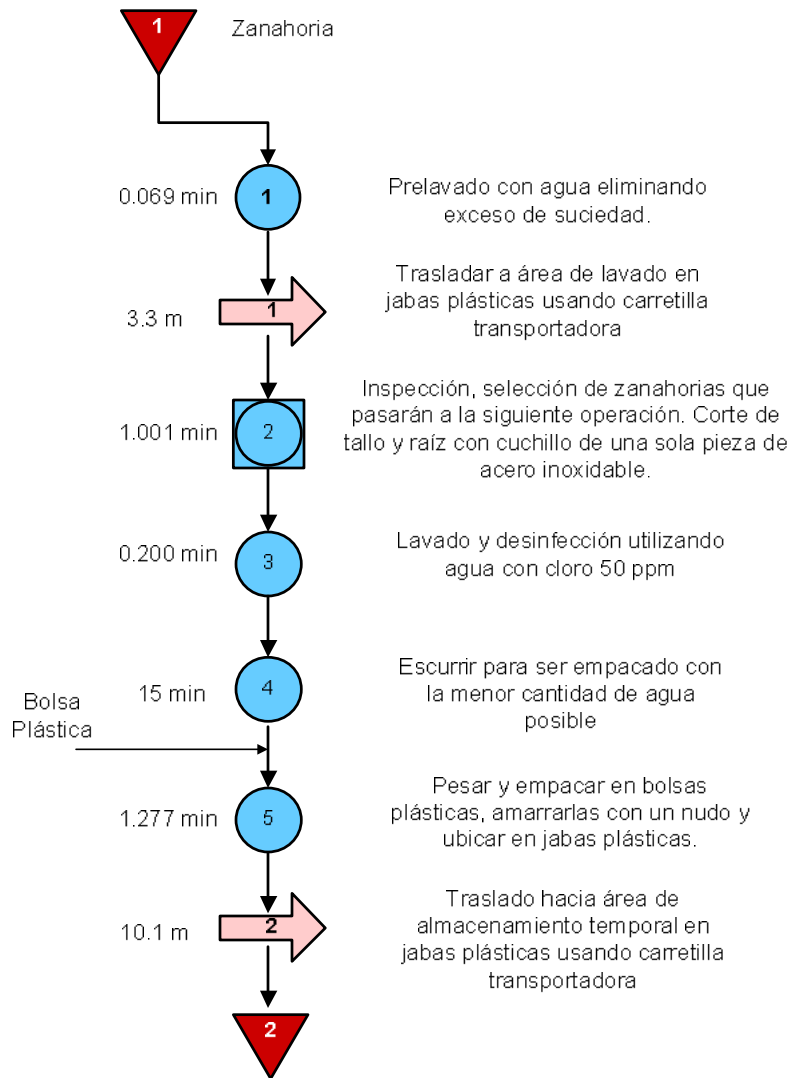 1
Zanahoria
0.069 min
1
Prelavado con agua eliminando
exceso de suciedad.
3.3 m
1
Trasladar a área de lavado en
jabas plásticas usando carretilla
transportadora
1.001 min
2
Inspección, selección de zanahorias que
pasarán a la siguiente operación. Corte de
tallo y raíz con cuchillo de una sola pieza de
acero inoxidable.
0.200 min
3
Lavado y desinfección utilizando
agua con cloro 50 ppm
15 min
4
Escurrir para ser empacado con
la menor cantidad de agua
posible
Bolsa
Plástica
1.277 min
5
Pesar y empacar en bolsas
plásticas, amarrarlas con un nudo y
ubicar en jabas plásticas.
10.1 m
2
Traslado hacia área de
almacenamiento temporal en
jabas plásticas usando carretilla
transportadora
2